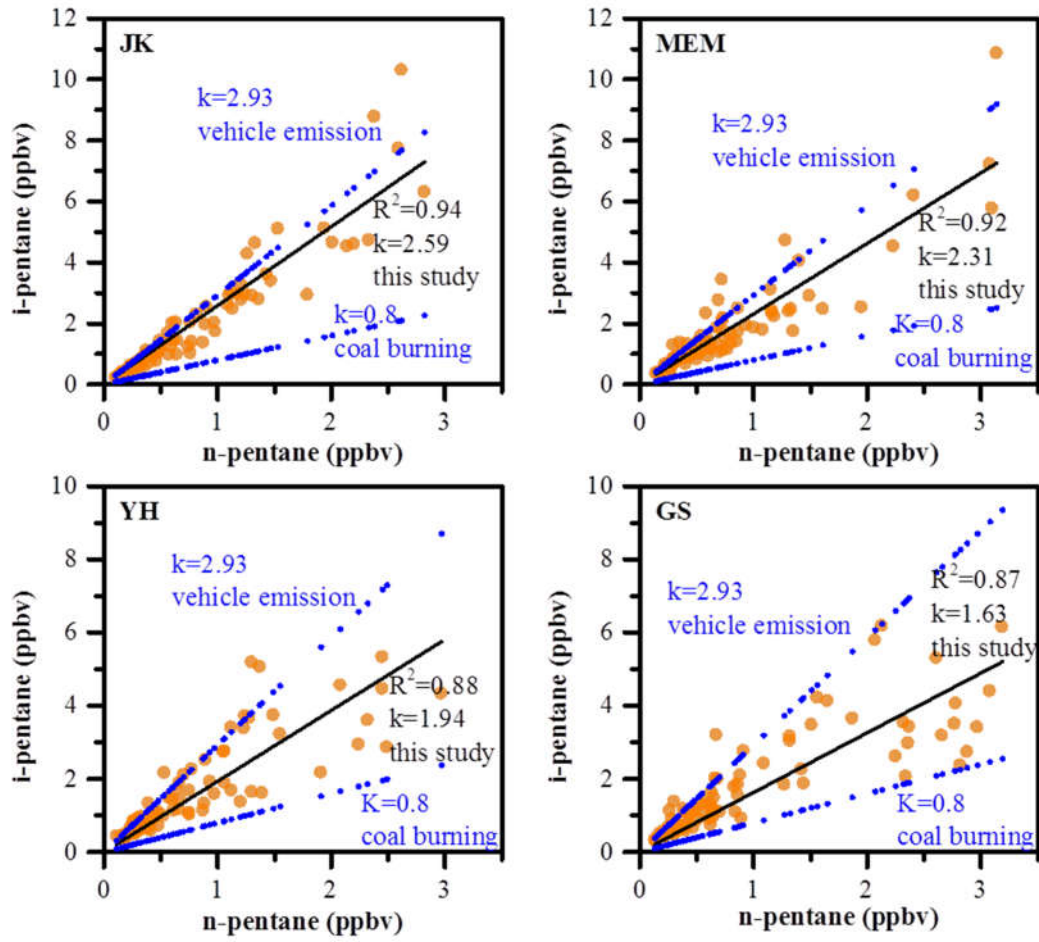 JK
12
10
8
6
4
2
0
i-pentane (ppbv)
k=2.93
vehicle emission
R²=0.94
k=2.59
this study
k=0.8
coal burning
0 1 2 3
n-pentane (ppbv)
MEM
12
10
8
6
4
2
0
i-pentane (ppbv)
k=2.93
vehicle emission
R²=0.92
k=2.31
this study
K=0.8
coal burning
0 1 2 3
n-pentane (ppbv)
YH
10
8
6
4
2
0
i-pentane (ppbv)
k=2.93
vehicle emission
R²=0.88
k=1.94
this study
K=0.8
coal burning
0 1 2 3
n-pentane (ppbv)
GS
10
8
6
4
2
0
i-pentane (ppbv)
k=2.93
vehicle emission
R²=0.87
k=1.63
this study
K=0.8
coal burning
0 1 2 3
n-pentane (ppbv)